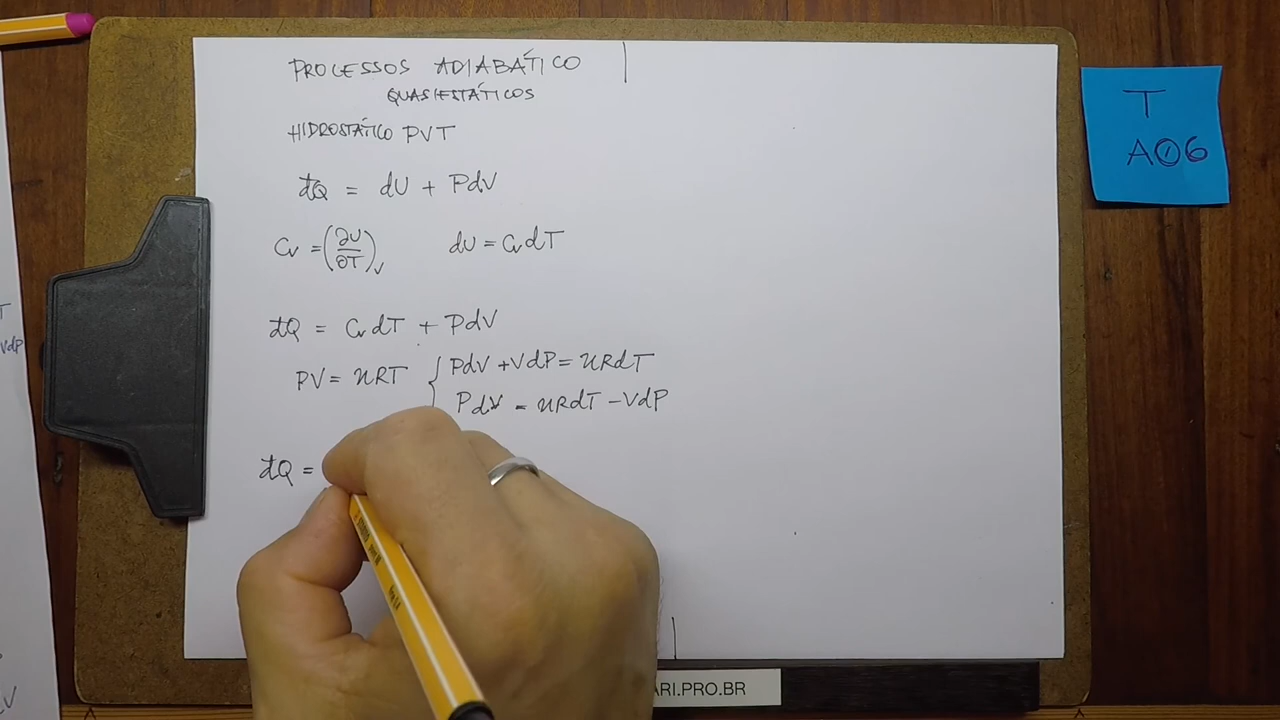 PROCESSOS ADIABÁTICO
QUASIESTÁTICOS
HIDROSTÁTICO PVT
đQ = dU + PdV
Cv = (∂U/∂T)v dU = CvdT
đQ = CvdT + PdV
PV = nRT { PdV + VdP = nRdT
PdV = nRdT - VdP
đQ =
T
A06
ARI.PRO.BR
T
VdP
V